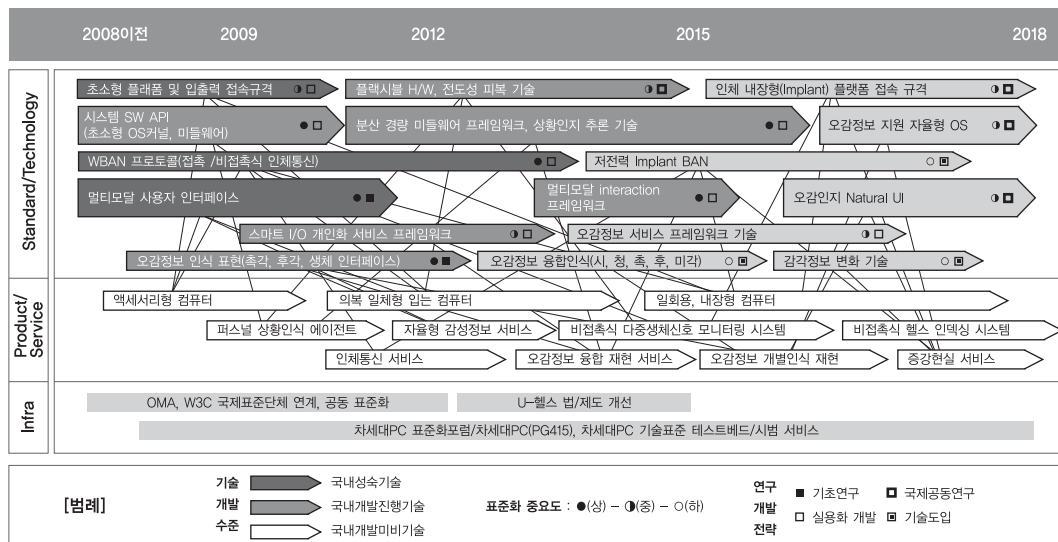 2008이전 2009 2012 2015 2018
Standard/Technology
초소형 플래폼 및 입출력 접속규격 ◑ □
플랙시블 H/W, 전도성 피복 기술 ◑ ■
인체 내장형(Implant) 플랫폼 접속 규격 ◑ ■
시스템 SW API
(초소형 OS커널, 미들웨어) ● □
분산 경량 미들웨어 프레임워크, 상황인지 추론 기술 ● □
오감정보 지원 자율형 OS ◑ ■
WBAN 프로토콜(접촉 /비접촉식 인체통신) ● □
저전력 Implant BAN ○ ▣
멀티모달 사용자 인터페이스 ● ■
멀티모달 interaction
프레임워크 ● □
오감인지 Natural UI ◑ ■
스마트 I/O 개인화 서비스 프레임워크 ◑ □
오감정보 서비스 프레임워크 기술 ◑ □
오감정보 인식 표현(촉각, 후각, 생체 인터페이스) ● ■
오감정보 융합인식(시, 청, 촉, 후, 미각) ○ ▣
감각정보 변화 기술 ○ ▣
Product/
Service
액세서리형 컴퓨터
의복 일체형 입는 컴퓨터
일회용, 내장형 컴퓨터
퍼스널 상황인식 에이전트
자율형 감성정보 서비스
비접촉식 다중생체신호 모니터링 시스템
비접촉식 헬스 인덱싱 시스템
인체통신 서비스
오감정보 융합 재현 서비스
오감정보 개별인식 재현
증강현실 서비스
Infra
OMA, W3C 국제표준단체 연계, 공동 표준화
U-헬스 법/제도 개선
차세대PC 표준화포럼/차세대PC(PG415), 차세대PC 기술표준 테스트베드/시범 서비스
[범례]
기술
개발
수준
국내성숙기술
국내개발진행기술
국내개발미비기술
표준화 중요도 : ●(상) – ◑(중) – ○(하)
연구
개발
전략
■ 기초연구
국제공동연구
□ 실용화 개발
▣ 기술도입